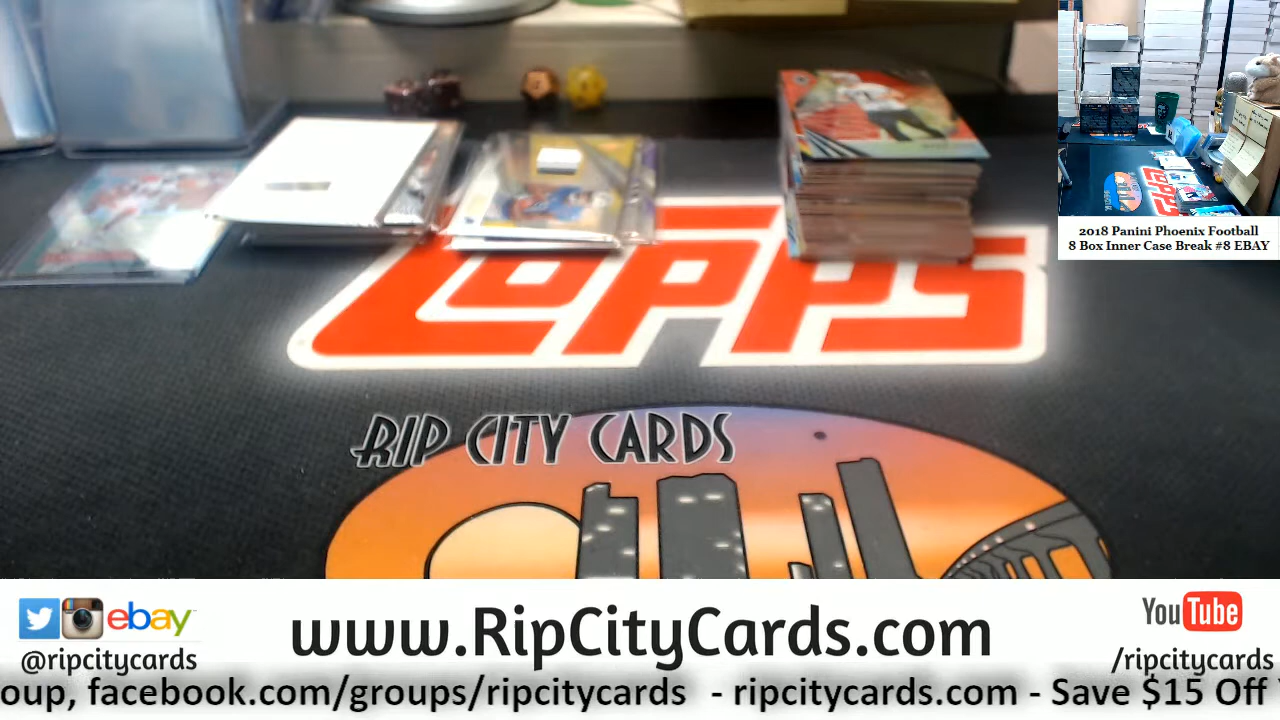 2018 Panini Phoenix Football
8 Box Inner Case Break #8 EBAY
TOPPS
TOPPS
RIP CITY CARDS
ebay
www.RipCityCards.com
YouTube
@ripcitycards
/ripcitycards
oup, facebook.com/groups/ripcitycards - ripcitycards.com - Save $15 Off